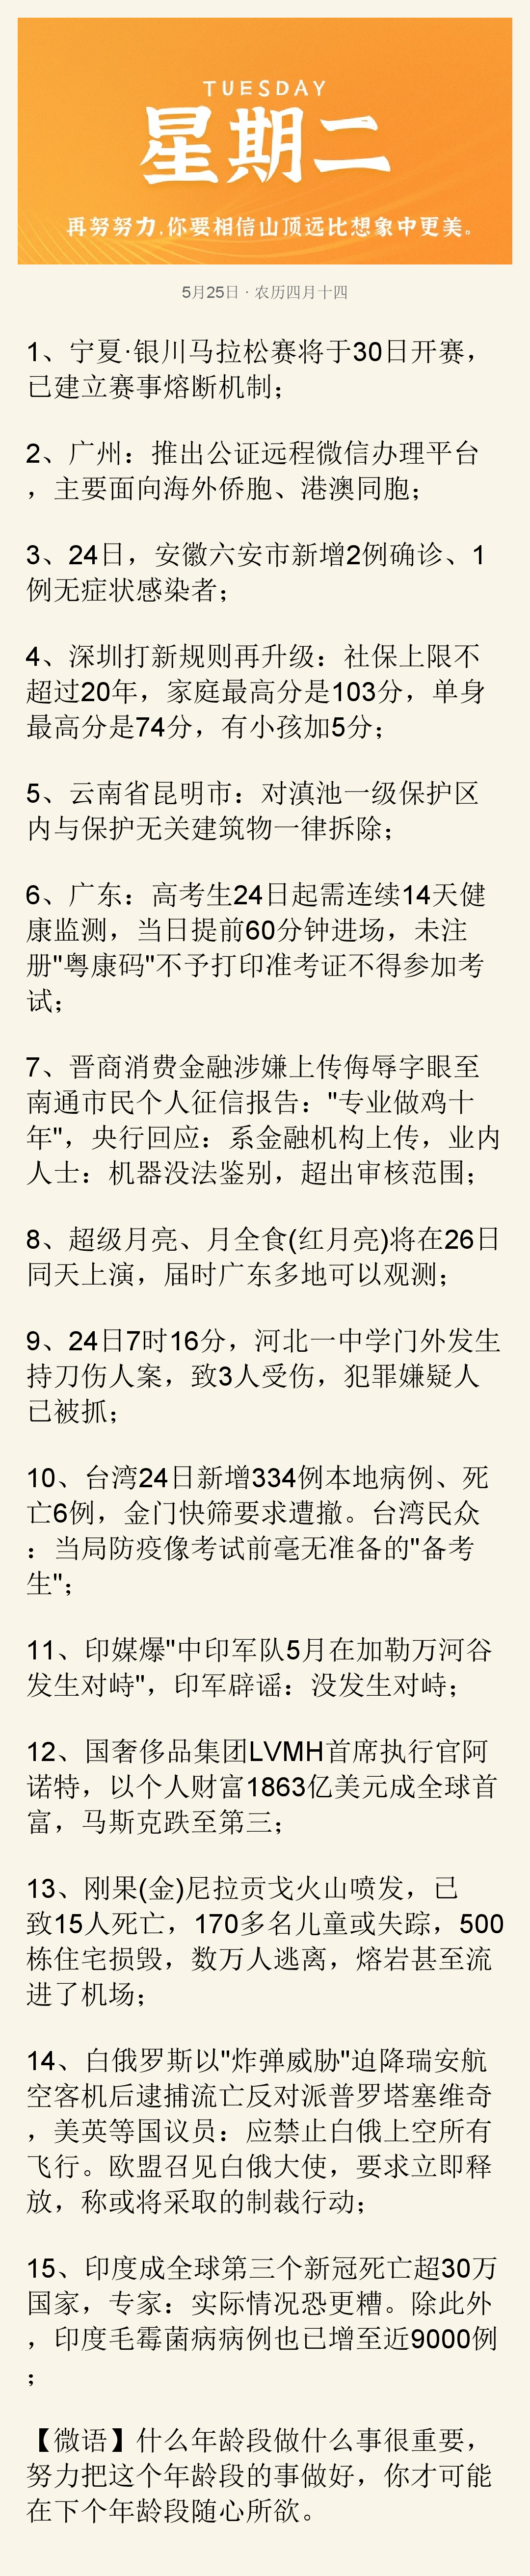 TUESDAY
星期二
再努努力,你要相信山顶远比想象中更美。
5月25日 · 农历四月十四
1、宁夏·银川马拉松赛将于30日开赛，
已建立赛事熔断机制；
2、广州：推出公证远程微信办理平台
，主要面向海外侨胞、港澳同胞；
3、24日，安徽六安市新增2例确诊、1
例无症状感染者；
4、深圳打新规则再升级：社保上限不
超过20年，家庭最高分是103分，单身
最高分是74分，有小孩加5分；
5、云南省昆明市：对滇池一级保护区
内与保护无关建筑物一律拆除；
6、广东：高考生24日起需连续14天健
康监测，当日提前60分钟进场，未注
册"粤康码"不予打印准考证不得参加考
试；
7、晋商消费金融涉嫌上传侮辱字眼至
南通市民个人征信报告："专业做鸡十
年"，央行回应：系金融机构上传，业内
人士：机器没法鉴别，超出审核范围；
8、超级月亮、月全食(红月亮)将在26日
同天上演，届时广东多地可以观测；
9、24日7时16分，河北一中学门外发生
持刀伤人案，致3人受伤，犯罪嫌疑人
已被抓；
10、台湾24日新增334例本地病例、死
亡6例，金门快筛要求遭撤。台湾民众
：当局防疫像考试前毫无准备的"备考
生"；
11、印媒爆"中印军队5月在加勒万河谷
发生对峙"，印军辟谣：没发生对峙；
12、国奢侈品集团LVMH首席执行官阿
诺特，以个人财富1863亿美元成全球首
富，马斯克跌至第三；
13、刚果(金)尼拉贡戈火山喷发，已
致15人死亡，170多名儿童或失踪，500
栋住宅损毁，数万人逃离，熔岩甚至流
进了机场；
14、白俄罗斯以"炸弹威胁"迫降瑞安航
空客机后逮捕流亡反对派普罗塔塞维奇
，美英等国议员：应禁止白俄上空所有
飞行。欧盟召见白俄大使，要求立即释
放，称或将采取的制裁行动；
15、印度成全球第三个新冠死亡超30万
国家，专家：实际情况恐更糟。除此外
，印度毛霉菌病病例也已增至近9000例
；
【微语】什么年龄段做什么事很重要，
努力把这个年龄段的事做好，你才可能
在下个年龄段随心所欲。